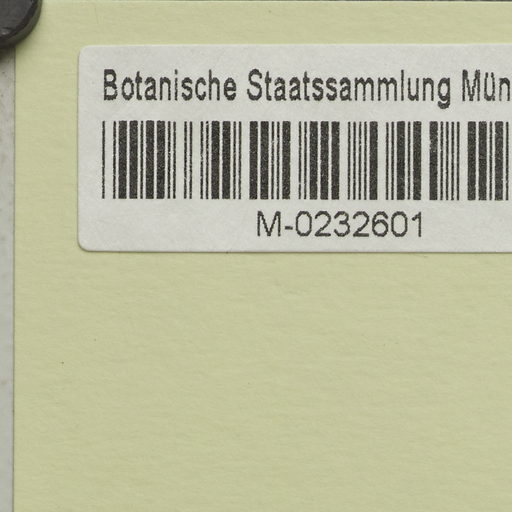 Botanische Staatssammlung Mün
M-0232601